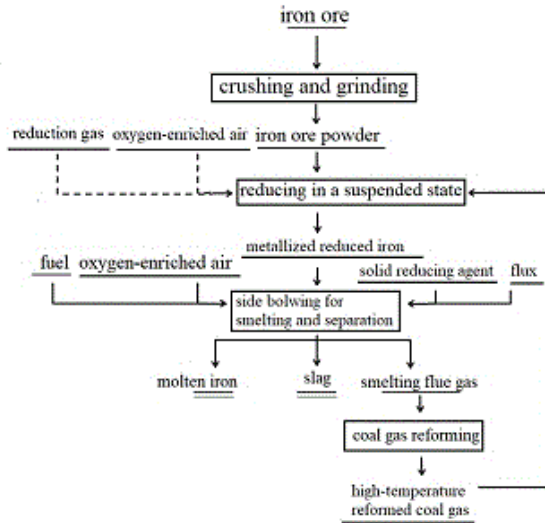 iron ore
crushing and grinding
reduction gas oxygen-enriched air iron ore powder
reducing in a suspended state
metallized reduced iron
fuel oxygen-enriched air
solid reducing agent flux
side bolwing for
smelting and separation
molten iron slag smelting flue gas
coal gas reforming
high-temperature
reformed coal gas